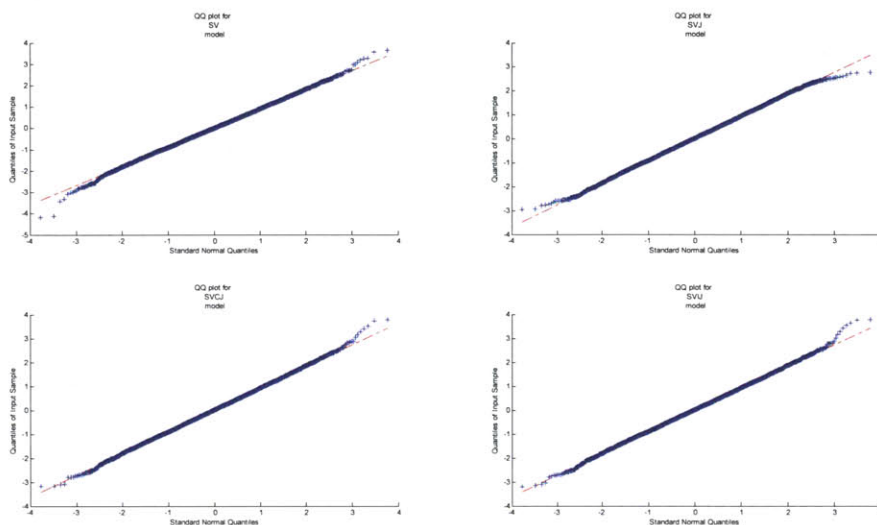 QQ plot for
SV
model
4
3
2
1
0
-1
-2
-3
-4
-5
Quantiles of Input Sample
-4 -3 -2 -1 0 1 2 3 4
Standard Normal Quantiles
QQ plot for
SVJ
model
4
3
2
1
0
-1
-2
-3
-4
Quantiles of Input Sample
-4 -3 -2 -1 0 1 2 3 4
Standard Normal Quantiles
QQ plot for
SVCJ
model
4
3
2
1
0
-1
-2
-3
-4
Quantiles of Input Sample
-4 -3 -2 -1 0 1 2 3 4
Standard Normal Quantiles
QQ plot for
SVIJ
model
4
3
2
1
0
-1
-2
-3
-4
Quantiles of Input Sample
-4 -3 -2 -1 0 1 2 3 4
Standard Normal Quantiles